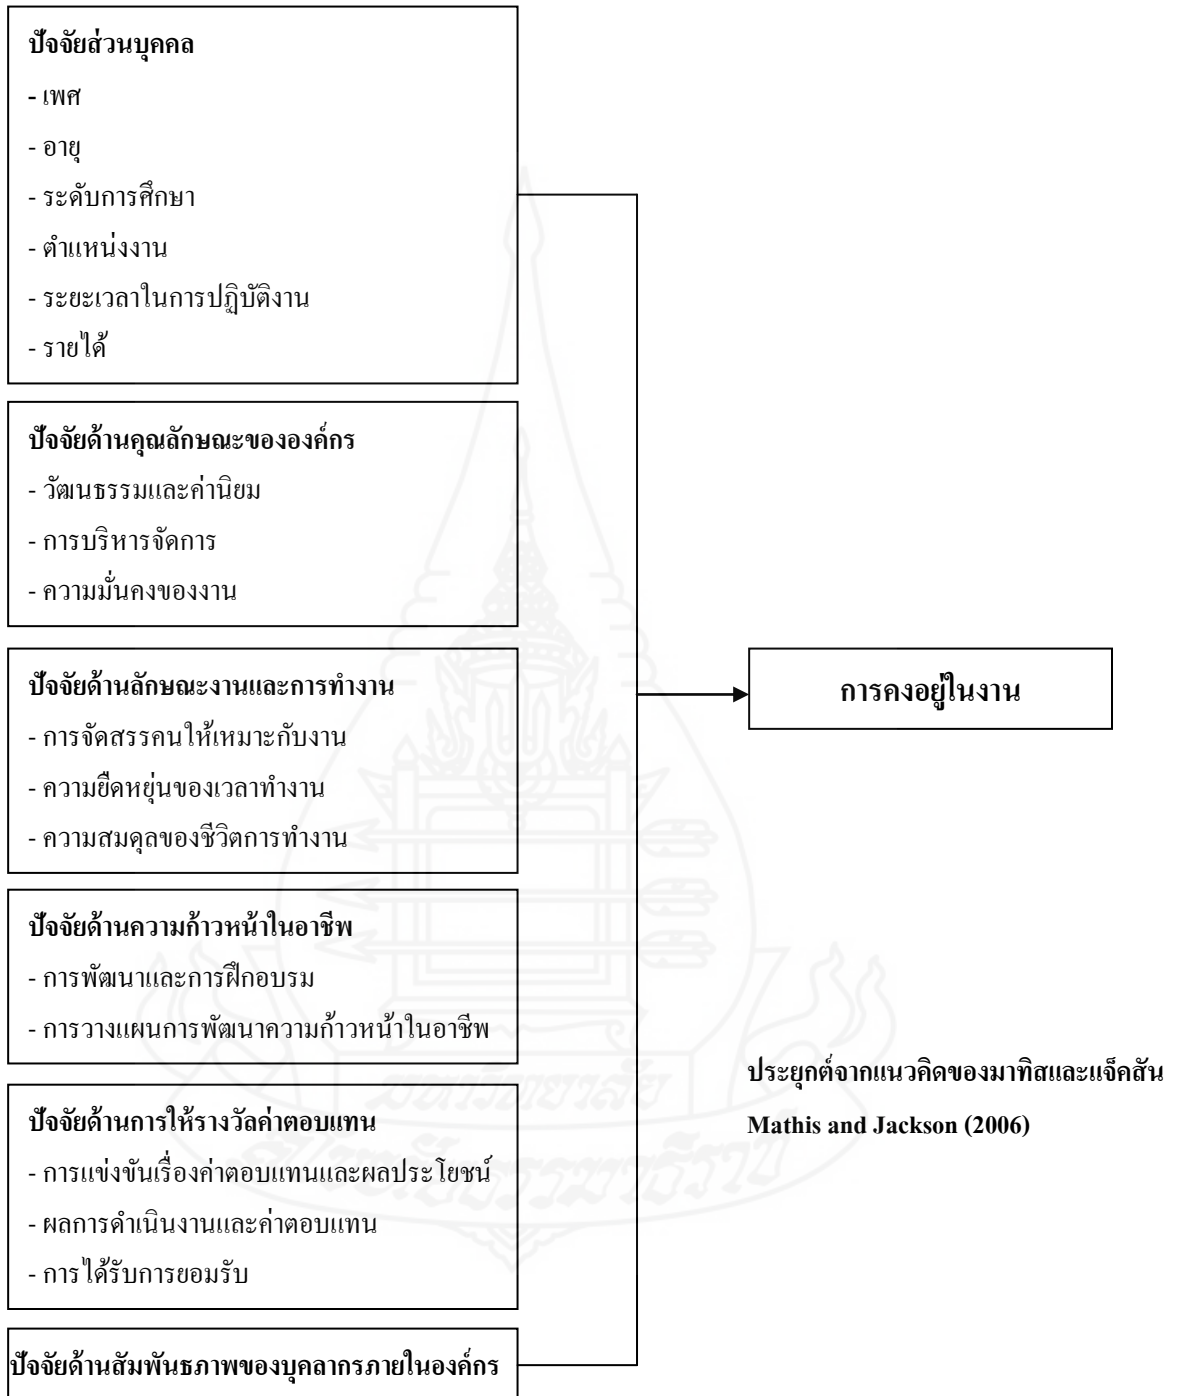 ปัจจัยส่วนบุคคล
- เพศ
- อายุ
- ระดับการศึกษา
- ตำแหน่งงาน
- ระยะเวลาในการปฏิบัติงาน
- รายได้
ปัจจัยด้านคุณลักษณะขององค์กร
- วัฒนธรรมและค่านิยม
- การบริหารจัดการ
- ความมั่นคงของงาน
ปัจจัยด้านลักษณะงานและการทำงาน
- การจัดสรรคนให้เหมาะกับงาน
- ความยืดหยุ่นของเวลาทำงาน
- ความสมดุลของชีวิตการทำงาน
การคงอยู่ในงาน
ปัจจัยด้านความก้าวหน้าในอาชีพ
- การพัฒนาและการฝึกอบรม
- การวางแผนการพัฒนาความก้าวหน้าในอาชีพ
ปัจจัยด้านการให้รางวัลค่าตอบแทน
- การแข่งขันเรื่องค่าตอบแทนและผลประโยชน์
- ผลการดำเนินงานและค่าตอบแทน
- การได้รับการยอมรับ
ปัจจัยด้านสัมพันธภาพของบุคลากรภายในองค์กร
ประยุกต์จากแนวคิดของมาทิสและแจ็คสัน
Mathis and Jackson (2006)
มหาวิทยาลัย
สุโขทัยธรรมาธิราช